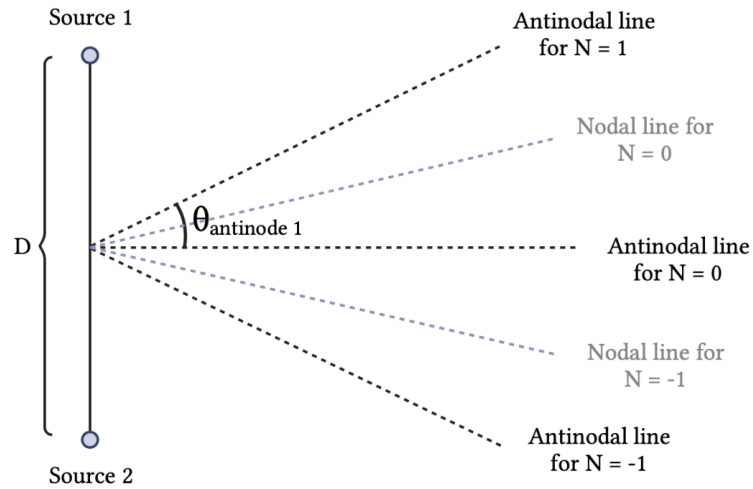 Source 1
Antinodal line
for N = 1
Nodal line for
N = 0
θantinode 1
D
Antinodal line
for N = 0
Nodal line for
N = -1
Antinodal line
for N = -1
Source 2